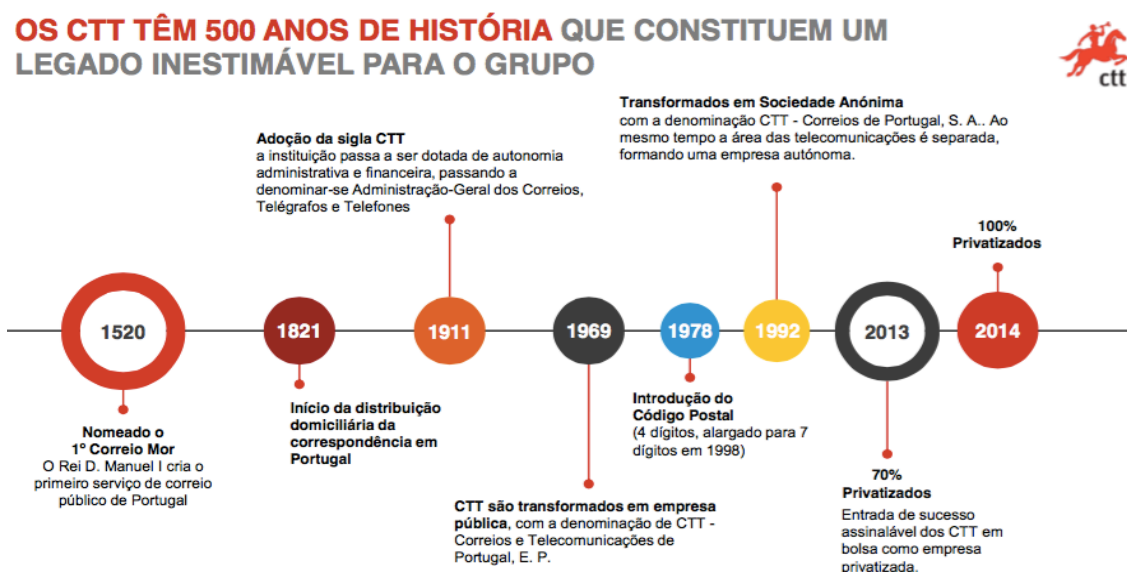 OS CTT TÊM 500 ANOS DE HISTÓRIA QUE CONSTITUEM UM
LEGADO INESTIMÁVEL PARA O GRUPO
ctt
Adoção da sigla CTT
a instituição passa a ser dotada de autonomia
administrativa e financeira, passando a
denominar-se Administração-Geral dos Correios,
Telégrafos e Telefones
Transformados em Sociedade Anónima
com a denominação CTT - Correios de Portugal, S. A.. Ao
mesmo tempo a área das telecomunicações é separada,
formando uma empresa autónoma.
100%
Privatizados
1520
1821
1911
1969
1978
1992
2013
2014
Nomeado o
1º Correio Mor
O Rei D. Manuel I cria o
primeiro serviço de correio
público de Portugal
Início da distribuição
domiciliária da
correspondência em
Portugal
CTT são transformados em empresa
pública, com a denominação de CTT -
Correios e Telecomunicações de
Portugal, E. P.
Introdução do
Código Postal
(4 dígitos, alargado para 7
dígitos em 1998)
70%
Privatizados
Entrada de sucesso
assinalável dos CTT em
bolsa como empresa
privatizada.